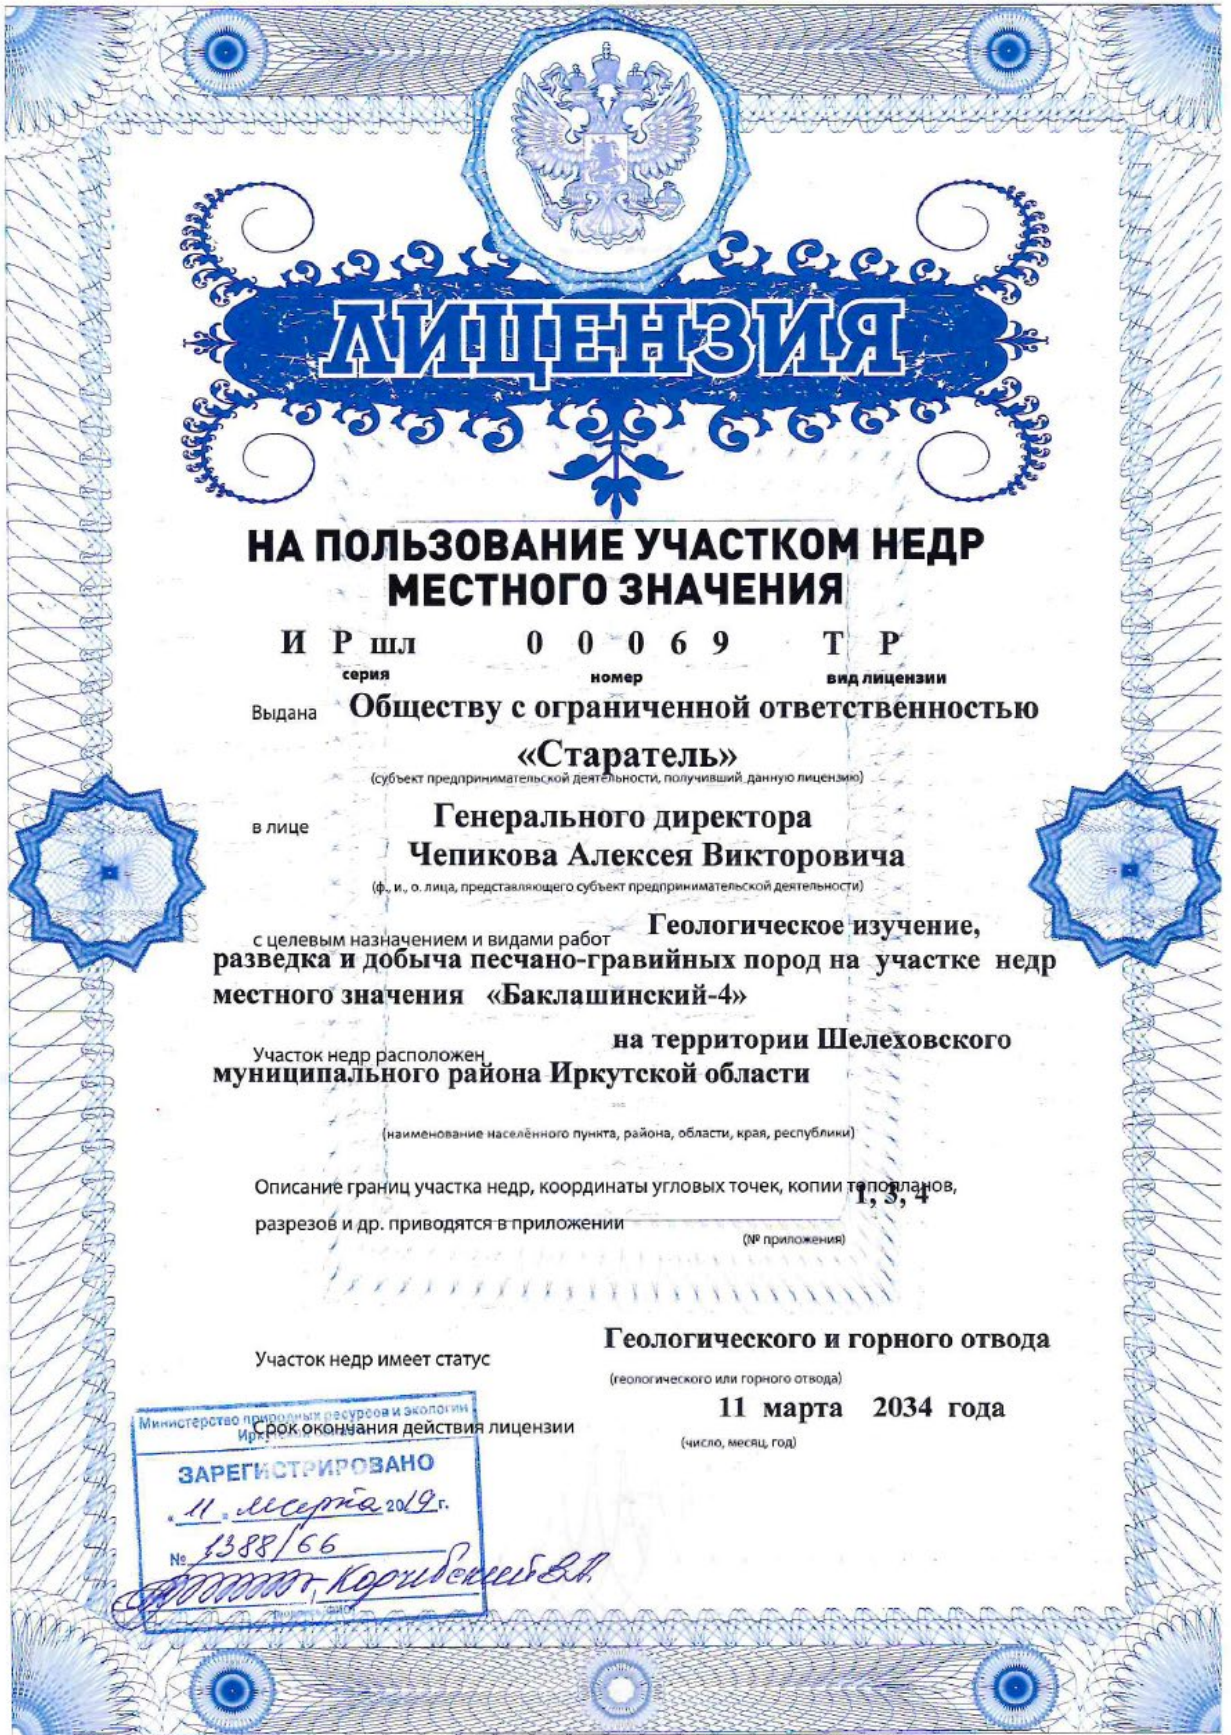 ЛИЦЕНЗИЯ
НА ПОЛЬЗОВАНИЕ УЧАСТКОМ НЕДР
МЕСТНОГО ЗНАЧЕНИЯ
И Р шл 0 0 0 6 9 Т Р
серия номер вид лицензии
Выдана Обществу с ограниченной ответственностью
«Старатель»
(субъект предпринимательской деятельности, получивший данную лицензию)
в лице Генерального директора
Чепикова Алексея Викторовича
(ф., и., о. лица, представляющего субъект предпринимательской деятельности)
с целевым назначением и видами работ Геологическое изучение,
разведка и добыча песчано-гравийных пород на участке недр
местного значения «Баклашинский-4»
Участок недр расположен на территории Шелеховского
муниципального района Иркутской области
(наименование населённого пункта, района, области, края, республики)
Описание границ участка недр, координаты угловых точек, копии топопланов,
разрезов и др. приводятся в приложении 1, 3, 4
(№ приложения)
Участок недр имеет статус Геологического и горного отвода
(геологического или горного отвода)
Срок окончания действия лицензии 11 марта 2034 года
(число, месяц, год)
Министерство природных ресурсов и экологии
Иркутской области
ЗАРЕГИСТРИРОВАНО
"11" марта 2019 г.
№ 1388/66